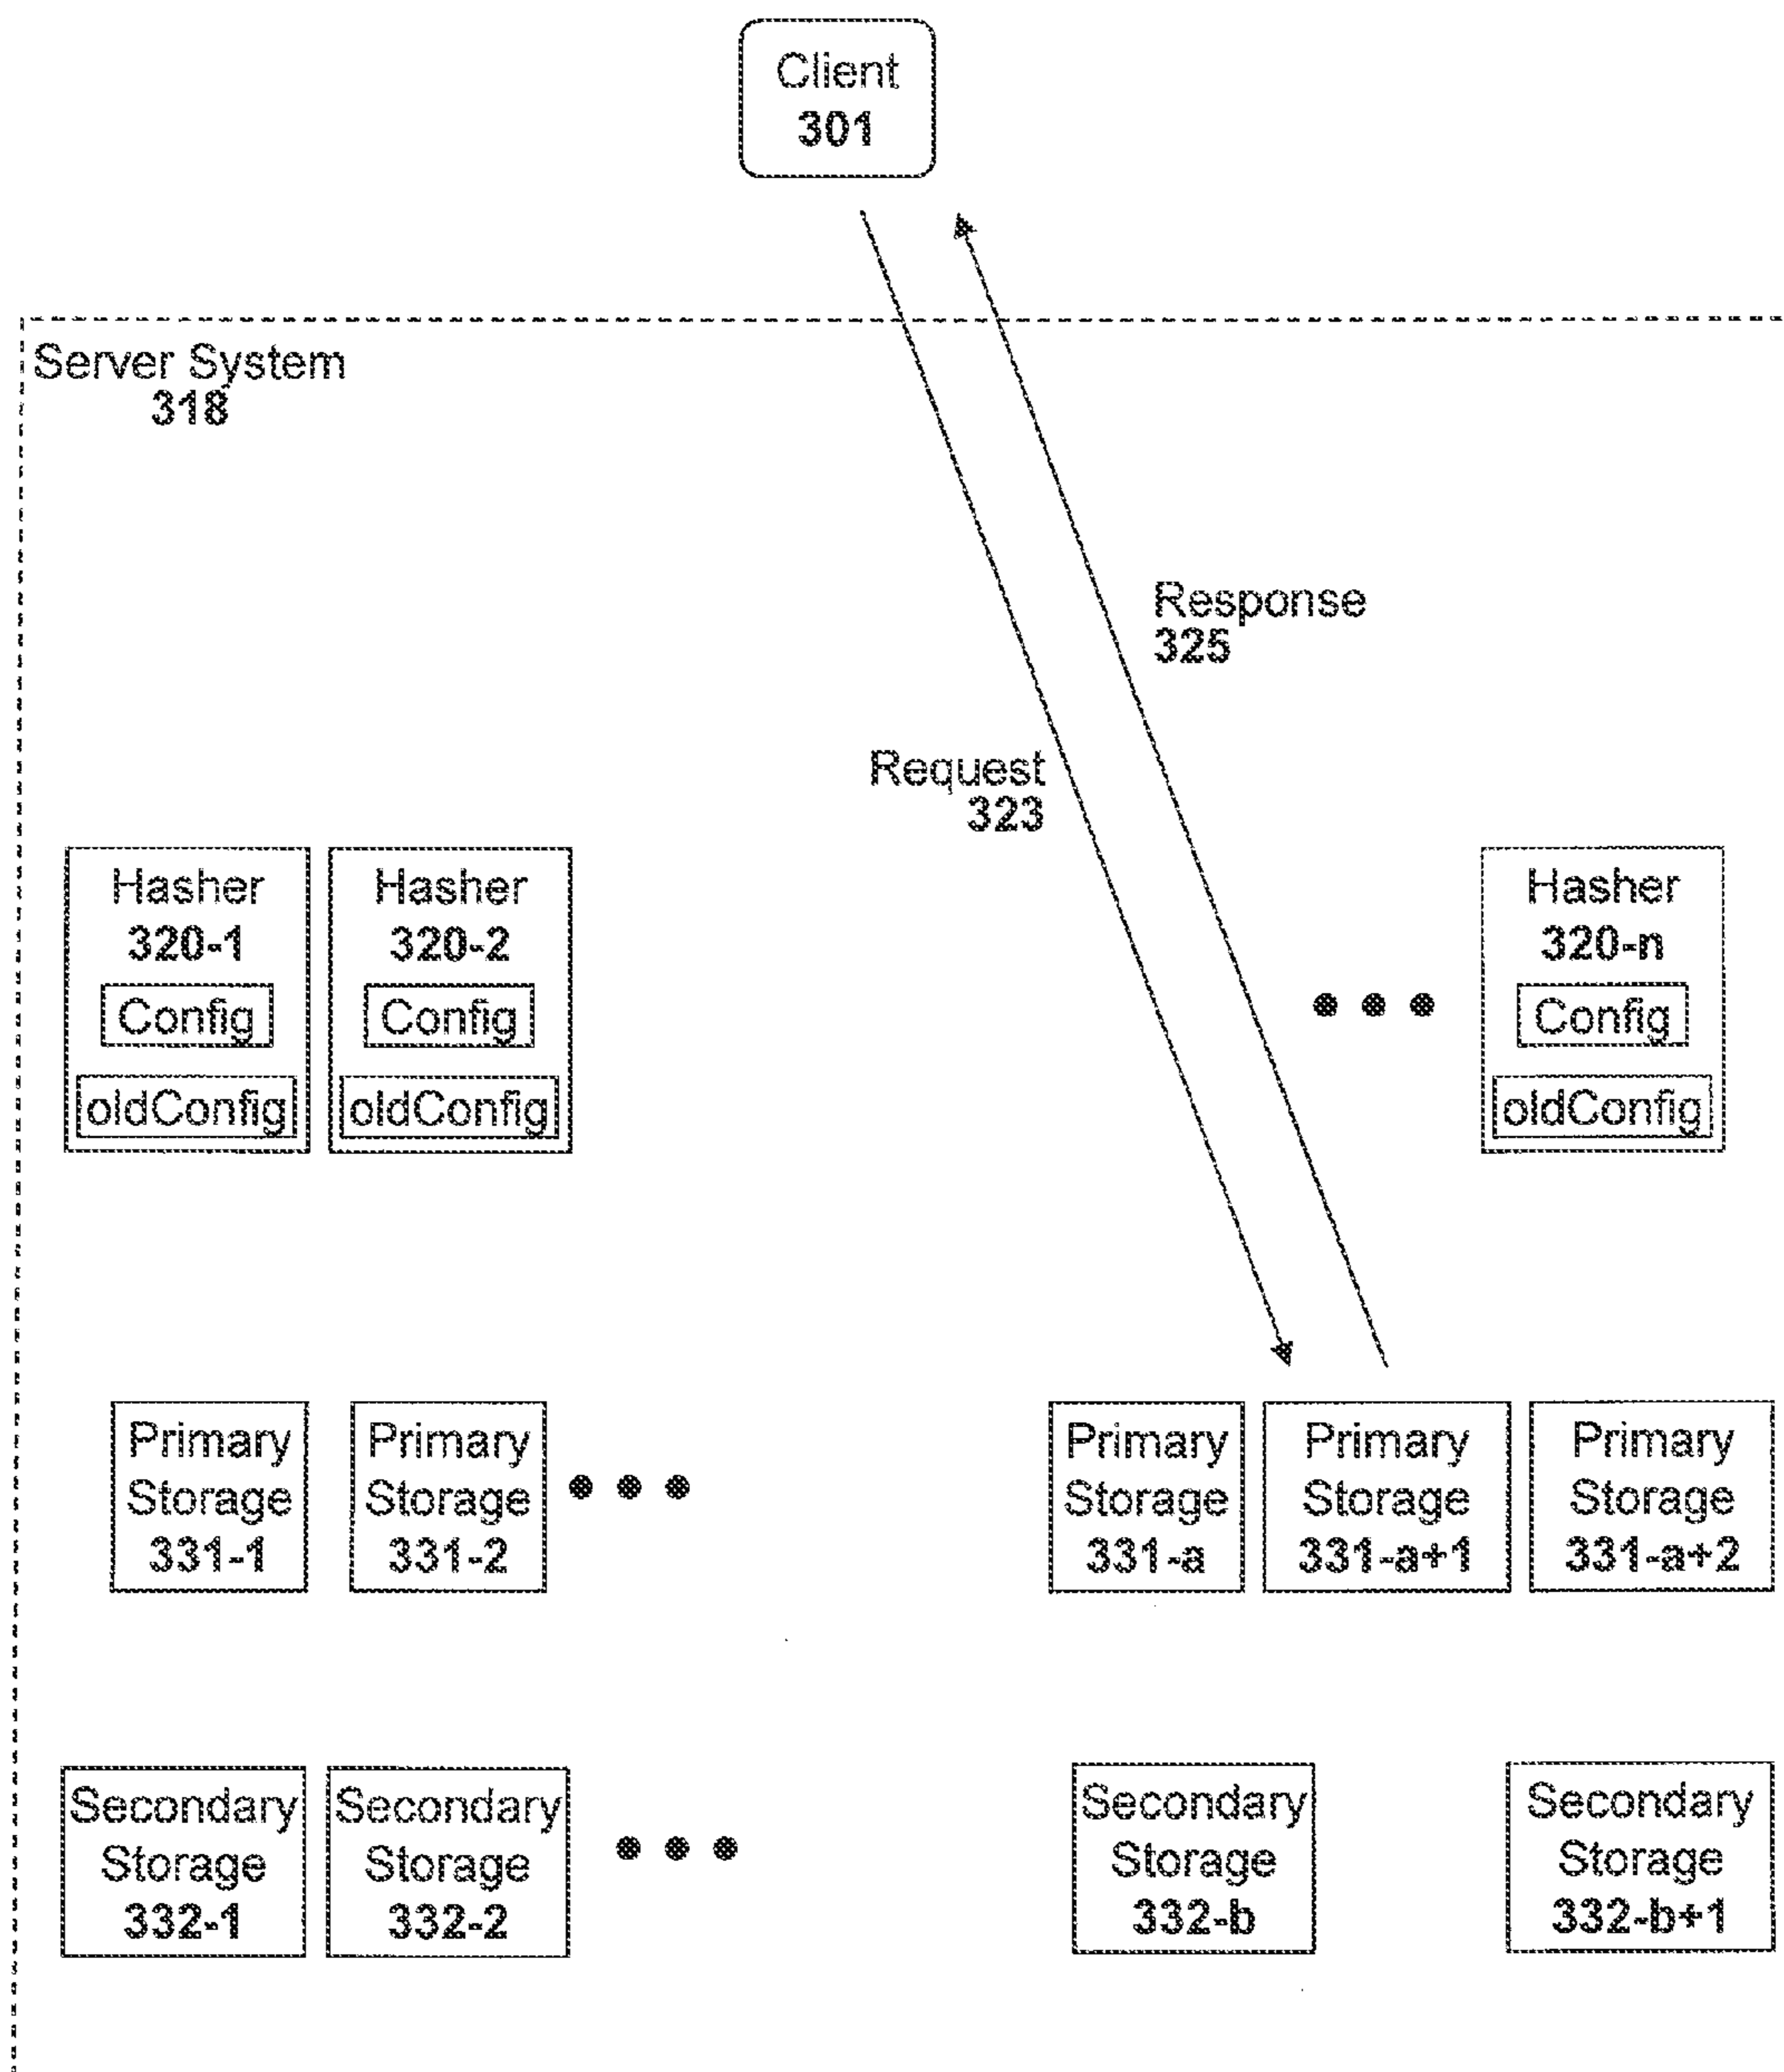 Client
301
Server System
318
Response
325
Request
323
Hasher
320-1
Config
oldConfig
Hasher
320-2
Config
oldConfig
Hasher
320-n
Config
oldConfig
Primary
Storage
331-1
Primary
Storage
331-2
Primary
Storage
331-a
Primary
Storage
331-a+1
Primary
Storage
331-a+2
Secondary
Storage
332-1
Secondary
Storage
332-2
Secondary
Storage
332-b
Secondary
Storage
332-b+1